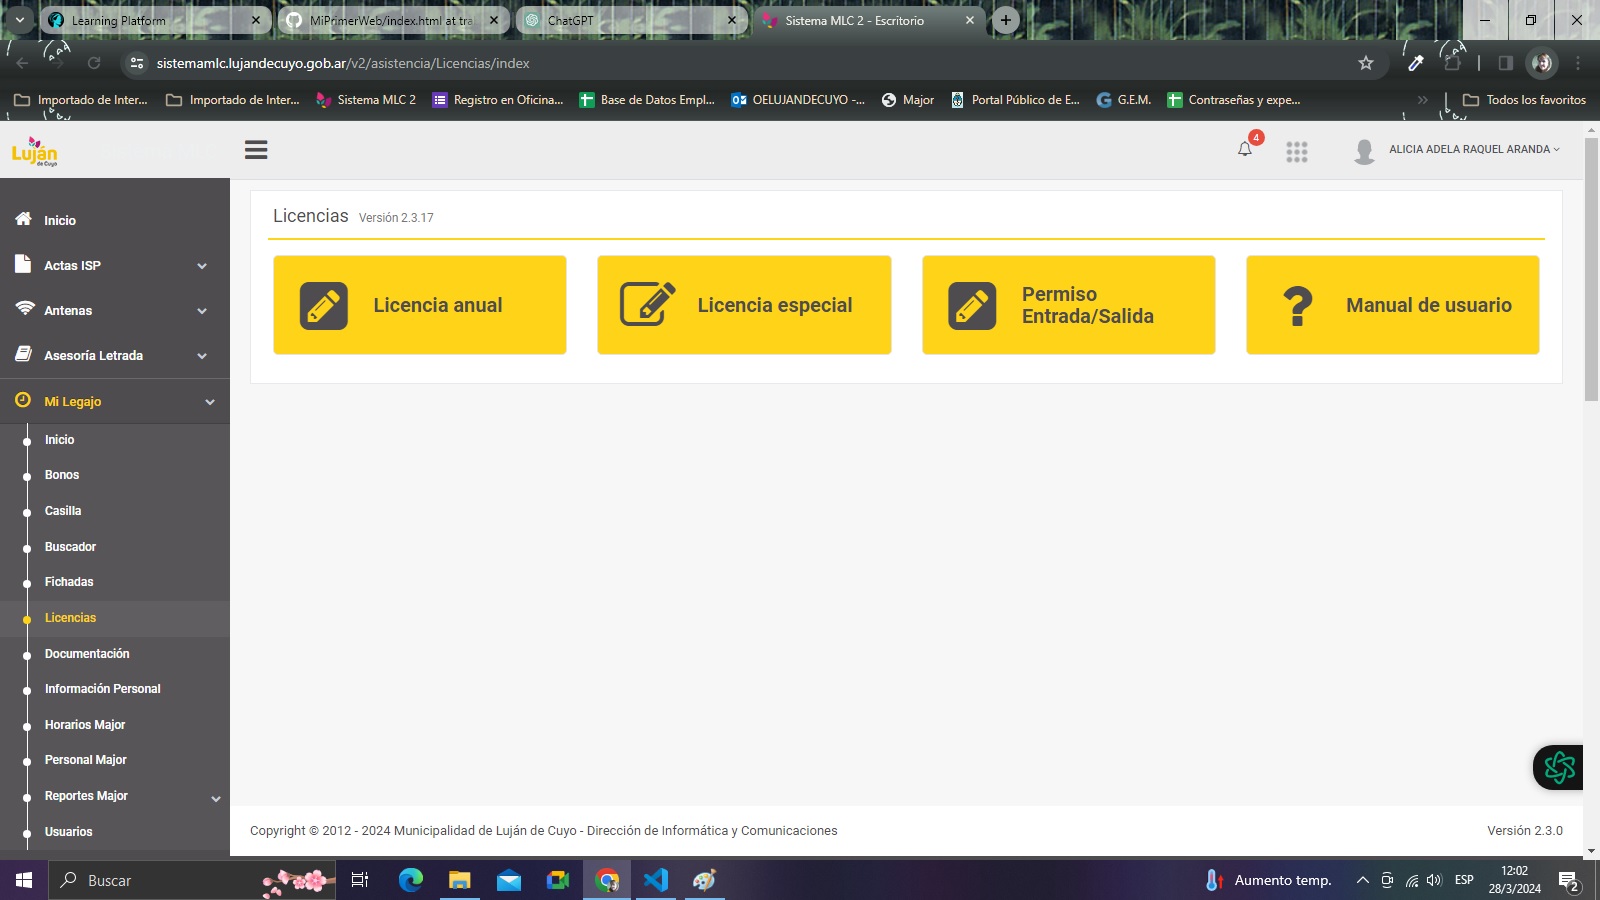 Learning Platform
MiPrimerWeb/index.html at tra
ChatGPT
Sistema MLC 2 - Escritorio
sistemamlc.lujandecuyo.gob.ar/v2/asistencia/Licencias/index
Importado de Inter...
Importado de Inter...
Sistema MLC 2
Registro en Oficina...
Base de Datos Empl...
OELUJANDECUYO -...
Major
Portal Público de E...
G.E.M.
Contraseñas y expe...
Todos los favoritos
Luján
de Cuyo
4
ALICIA ADELA RAQUEL ARANDA
Inicio
Actas ISP
Antenas
Asesoría Letrada
Mi Legajo
Inicio
Bonos
Casilla
Buscador
Fichadas
Licencias
Documentación
Información Personal
Horarios Major
Personal Major
Reportes Major
Usuarios
Licencias Versión 2.3.17
Licencia anual
Licencia especial
Permiso
Entrada/Salida
Manual de usuario
Copyright © 2012 - 2024 Municipalidad de Luján de Cuyo - Dirección de Informática y Comunicaciones
Versión 2.3.0
Buscar
Aumento temp.
ESP
12:02
28/3/2024
2